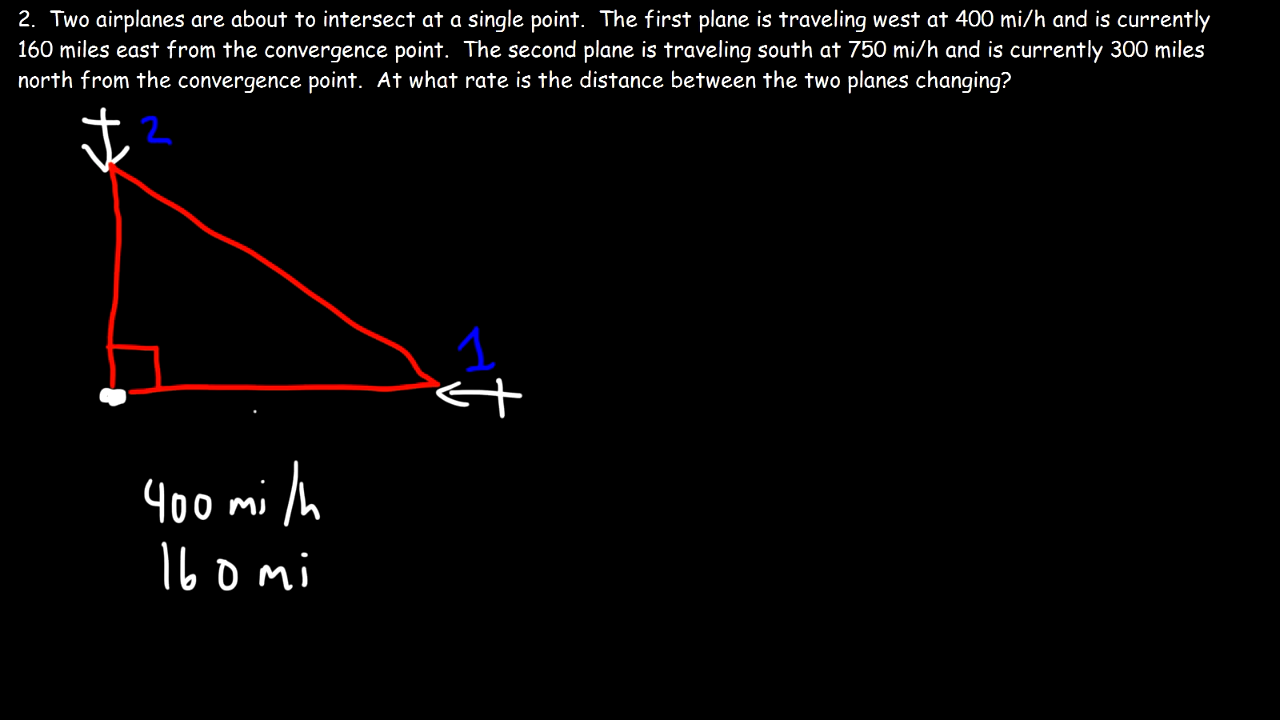 2. Two airplanes are about to intersect at a single point. The first plane is traveling west at 400 mi/h and is currently
160 miles east from the convergence point. The second plane is traveling south at 750 mi/h and is currently 300 miles
north from the convergence point. At what rate is the distance between the two planes changing?
2
1
400 mi/h
160 mi